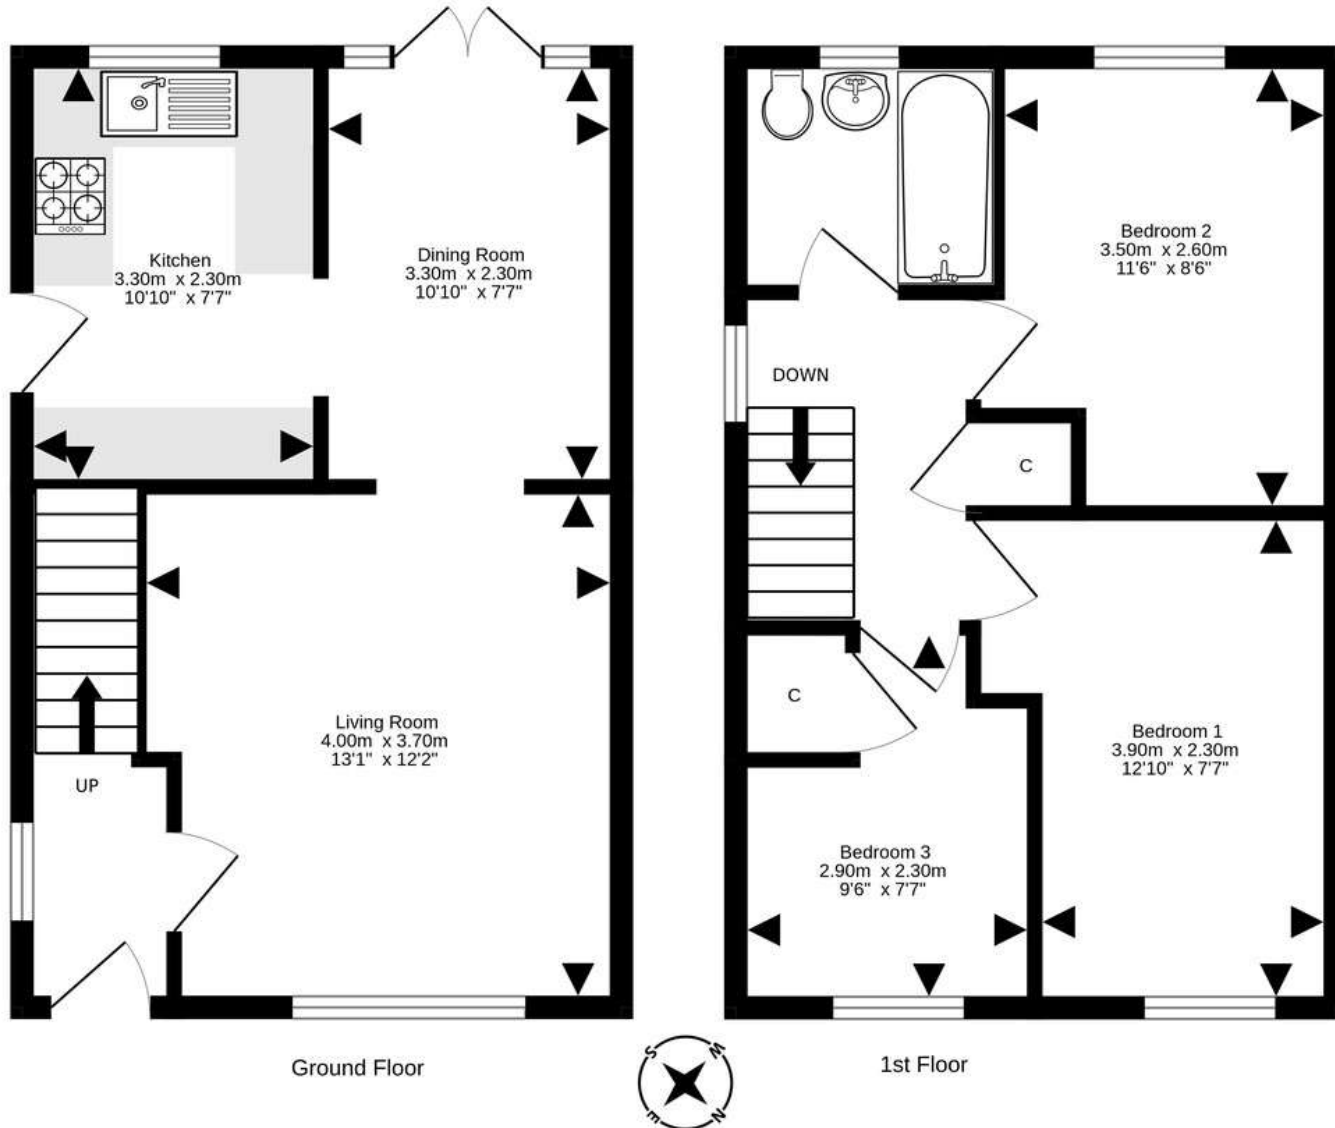 Kitchen
3.30m x 2.30m
10'10" x 7'7"
Dining Room
3.30m x 2.30m
10'10" x 7'7"
Living Room
4.00m x 3.70m
13'1" x 12'2"
UP
Ground Floor
Bedroom 2
3.50m x 2.60m
11'6" x 8'6"
DOWN
C
C
Bedroom 1
3.90m x 2.30m
12'10" x 7'7"
Bedroom 3
2.90m x 2.30m
9'6" x 7'7"
1st Floor
S
W
E
N